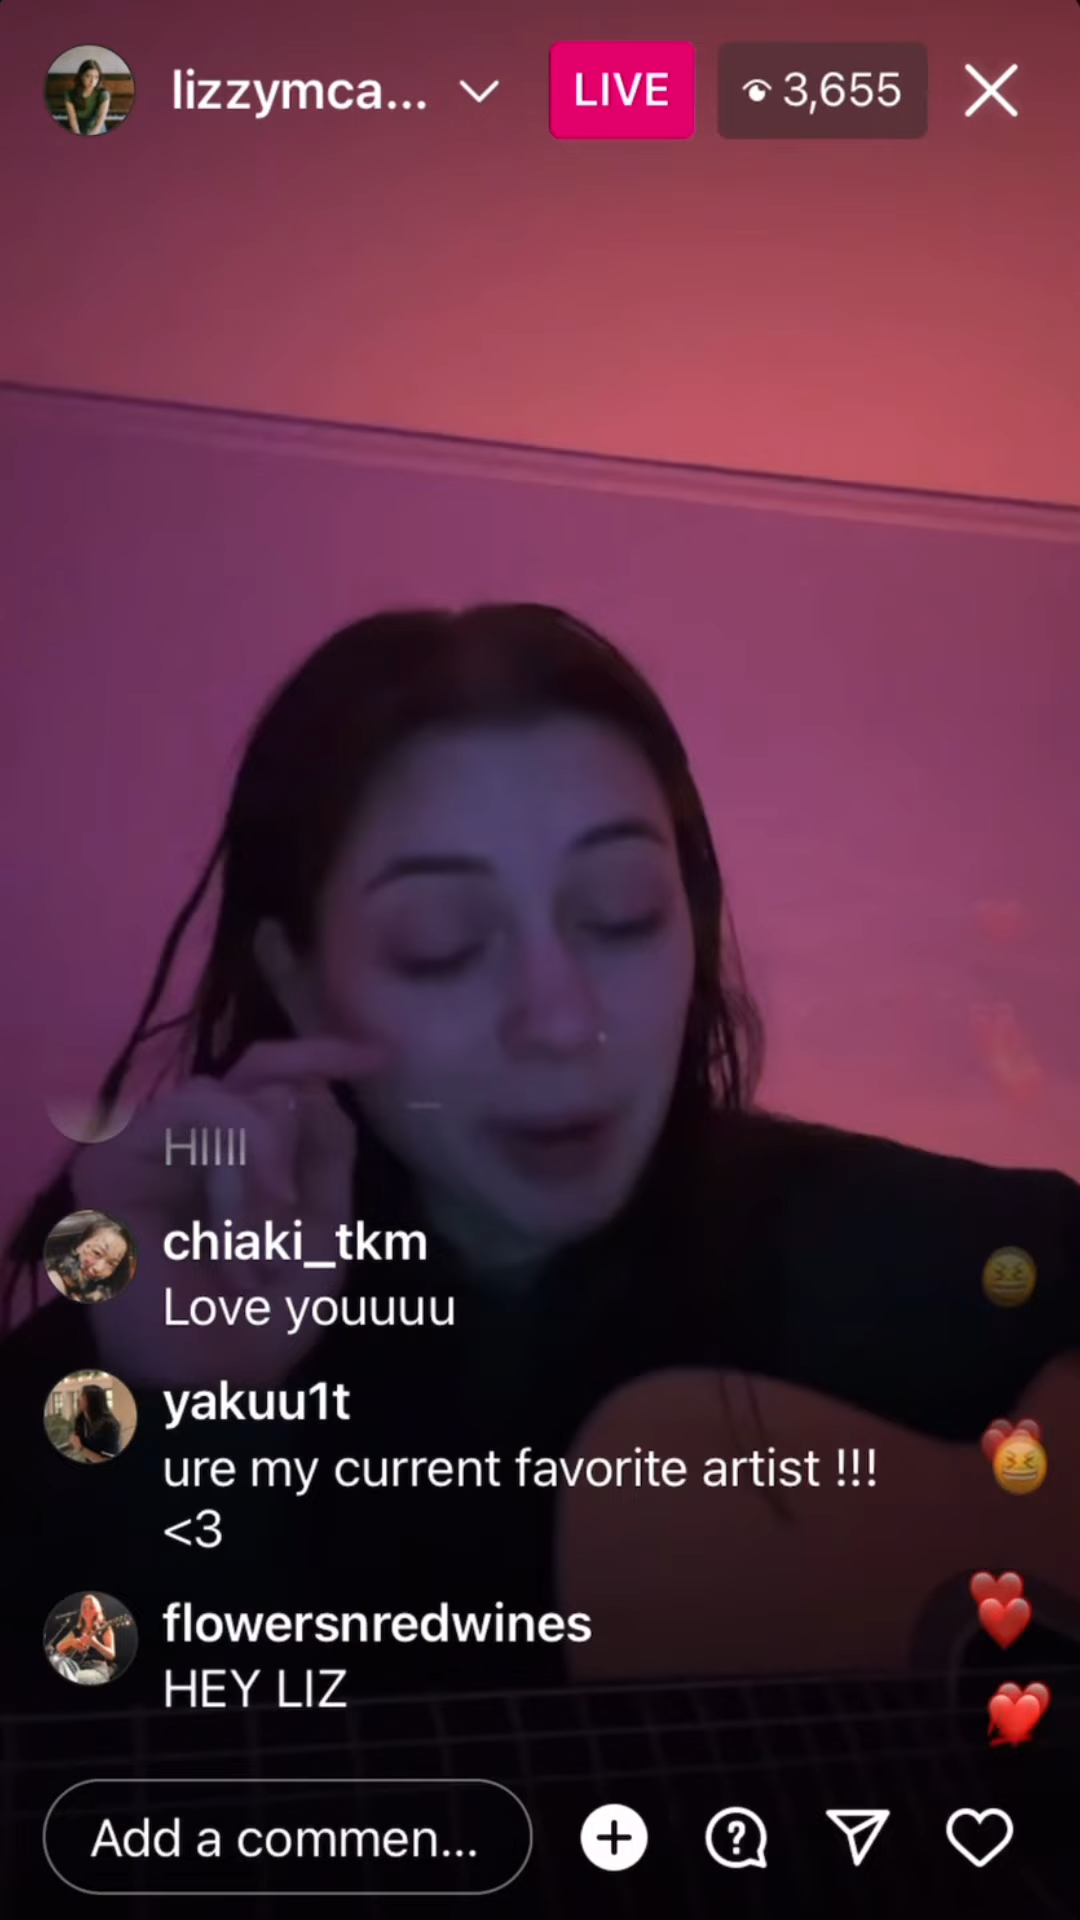 lizzymca...
LIVE
3,655
HIIII
chiaki_tkm
Love youuuu
yakuu1t
ure my current favorite artist !!!
<3
flowersnredwines
HEY LIZ
Add a commen...